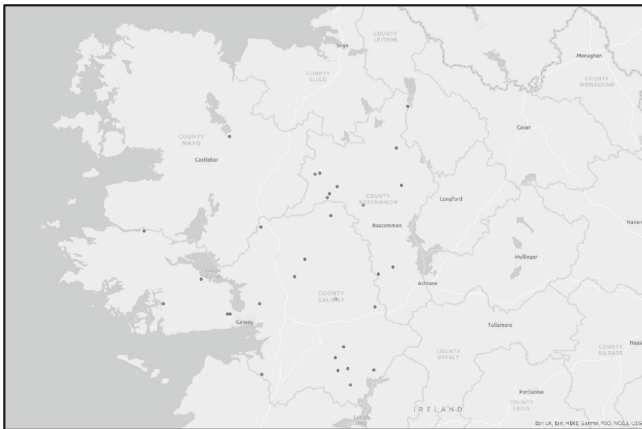 COUNTY
LEITRIM
Sligo
Monaghan
COUNTY
SLIGO
COUNTY
MONAGHAN
Cavan
COUNTY
MAYO
Castlebar
COUNTY
ROSCOMMON
Longford
Roscommon
Mullingar
Athlone
COUNTY
GALWAY
Galway
Tullamore
COUNTY
OFFALY
COUNTY
KILDARE
Portlaoise
COUNTY
LAOIS
IRELAND
Esri UK, Esri, HERE, Garmin, FAO, NOAA, USGS